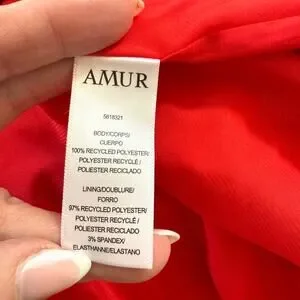 AMUR
5618321
BODY/CORPS/
CUERPO
100% RECYCLED POLYESTER/
POLYESTER RECYCLÉ /
POLIESTER RECICLADO
LINING/DOUBLURE/
FORRO
97% RECYCLED POLYESTER/
POLYESTER RECYCLÉ /
POLIESTER RECICLADO
3% SPANDEX/
ELASTHANNE/ELASTANO